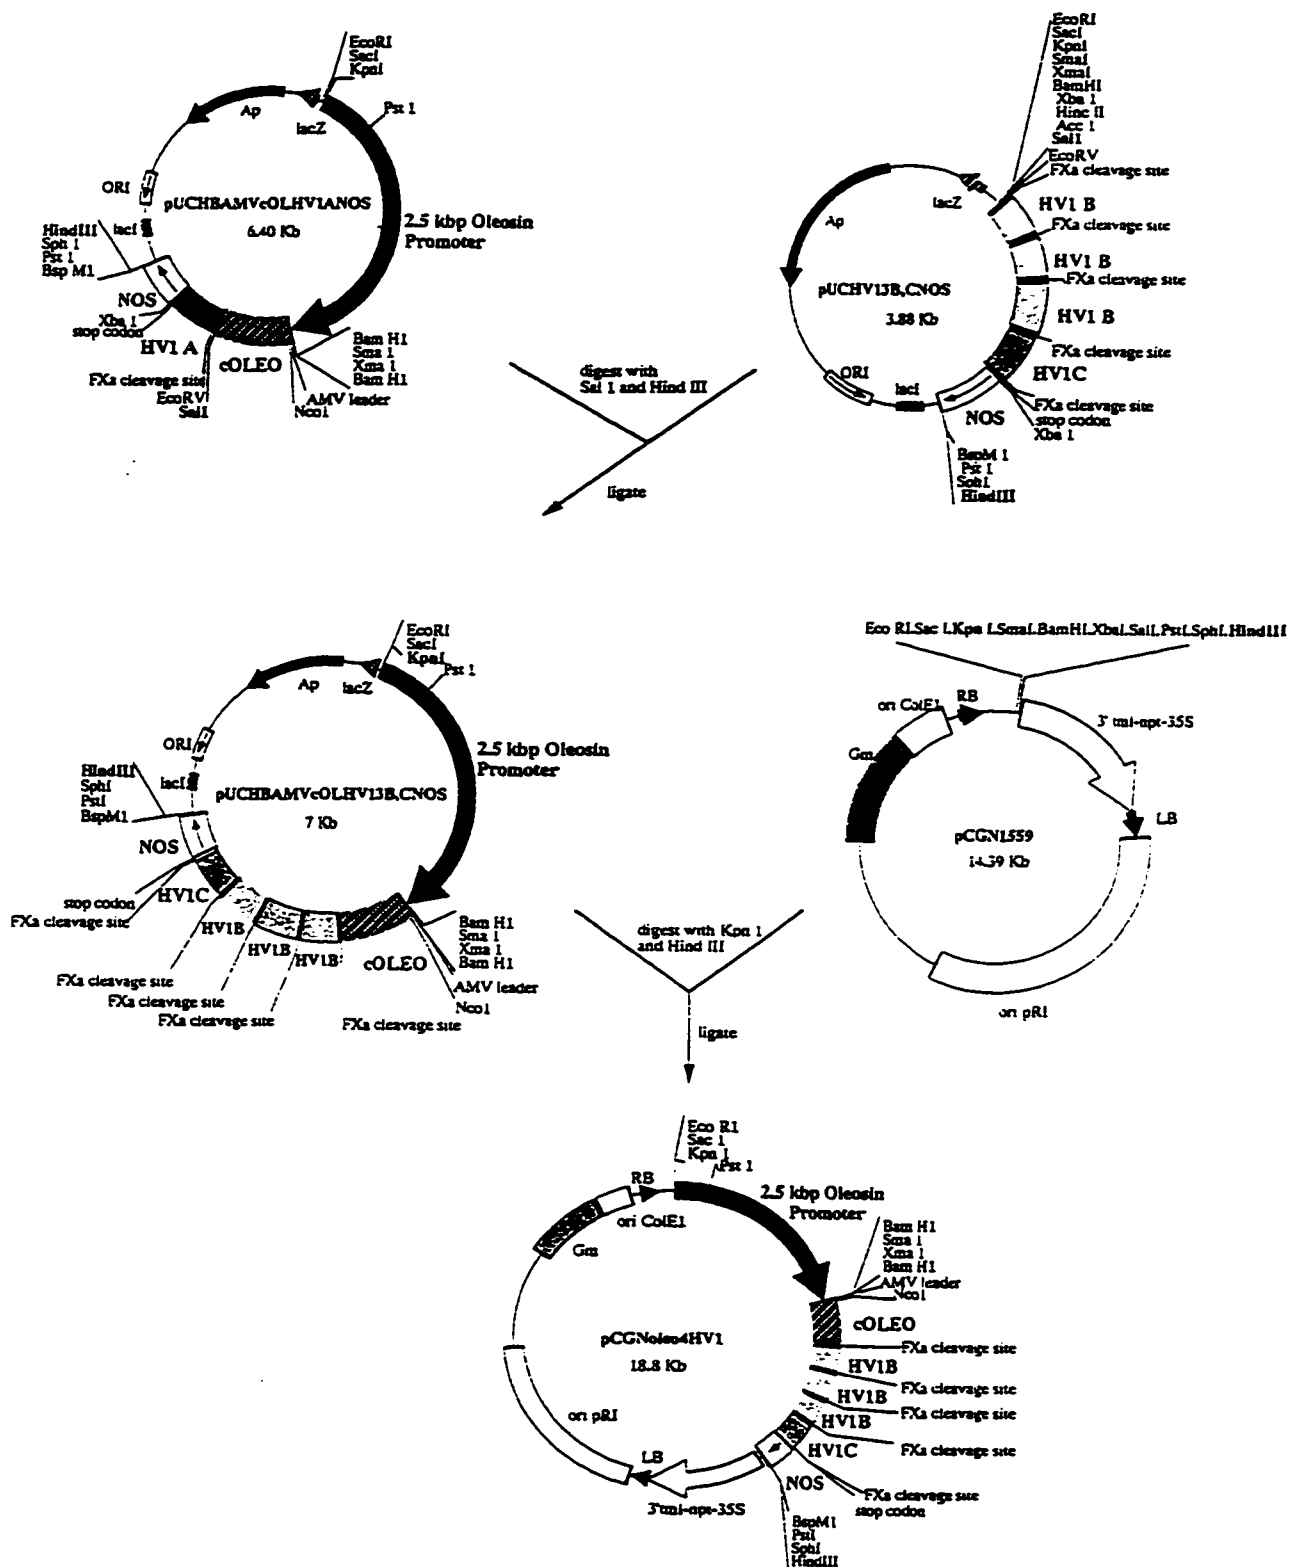 EcoRI
SacI
KpnI
Pst 1
Ap
lacZ
ORI
pUCHBAMVcOLHV1ANOS
6.40 Kb
2.5 kbp Oleosin
Promoter
HindIII
Sph 1
Pst 1
Bsp M1
lacI
NOS
Xba 1
stop codon
HV1 A
cOLEO
FXa cleavage site
EcoRV
SalI
Bam H1
Sma 1
Xma 1
Bam H1
AMV leader
Nco1
EcoRI
SacI
KpnI
SmaI
XmaI
BamHI
Xba 1
Hinc II
Acc 1
SalI
EcoRV
FXa cleavage site
lacZ
HV1 B
FXa cleavage site
Ap
HV1 B
FXa cleavage site
pUCHV13B,CNOS
3.88 Kb
HV1 B
FXa cleavage site
ORI
lacI
HV1C
FXa cleavage site
stop codon
Xba 1
NOS
BspM 1
Pst 1
SphI
HindIII
digest with
Sal 1 and Hind III
ligate
EcoRI
SacI
KpnI
Pst 1
Ap
lacZ
ORI
2.5 kbp Oleosin
Promoter
HindIII
SphI
PstI
BspM1
lacI
pUCHBAMVcOLHV13B,CNOS
7 Kb
NOS
stop codon
FXa cleavage site
HV1C
HV1B
HV1B
HV1B
cOLEO
Bam H1
Sma 1
Xma 1
Bam H1
AMV leader
Nco1
FXa cleavage site
FXa cleavage site
FXa cleavage site
FXa cleavage site
Eco RI,Sac I,Kpn I,SmaI,BamHI,XbaI,SalI,PstI,SphI,HindIII
ori ColE1
RB
3' tml-npt-35S
Gm
LB
pCGN1559
14.39 Kb
ori pRI
digest with Kpn 1
and Hind III
ligate
Eco R1
Sac 1
Kpn 1
Pst 1
RB
2.5 kbp Oleosin
Promoter
ori ColE1
Gm
Bam H1
Sma 1
Xma 1
Bam H1
AMV leader
Nco1
cOLEO
pCGNoleo4HV1
18.8 Kb
FXa cleavage site
HV1B
FXa cleavage site
HV1B
FXa cleavage site
HV1B
FXa cleavage site
ori pRI
HV1C
LB
NOS
FXa cleavage site
stop codon
3'tml-npt-35S
BspM1
PstI
SphI
HindIII